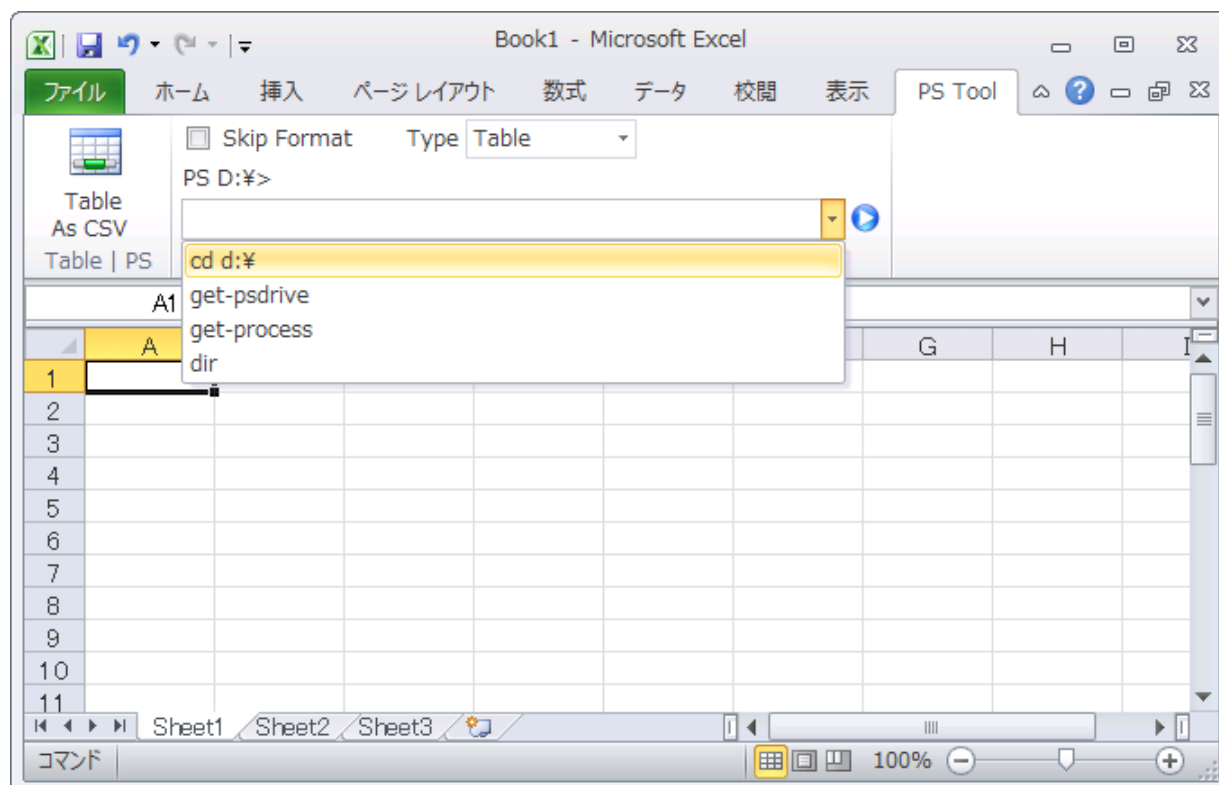 Book1 - Microsoft Excel
ファイル ホーム 挿入 ページ レイアウト 数式 データ 校閲 表示 PS Tool
Skip Format Type Table
PS D:¥>
Table
As CSV
Table | PS
cd d:¥
get-psdrive
get-process
dir
A1
A G H I
1
2
3
4
5
6
7
8
9
10
11
Sheet1 Sheet2 Sheet3
コマンド 100%